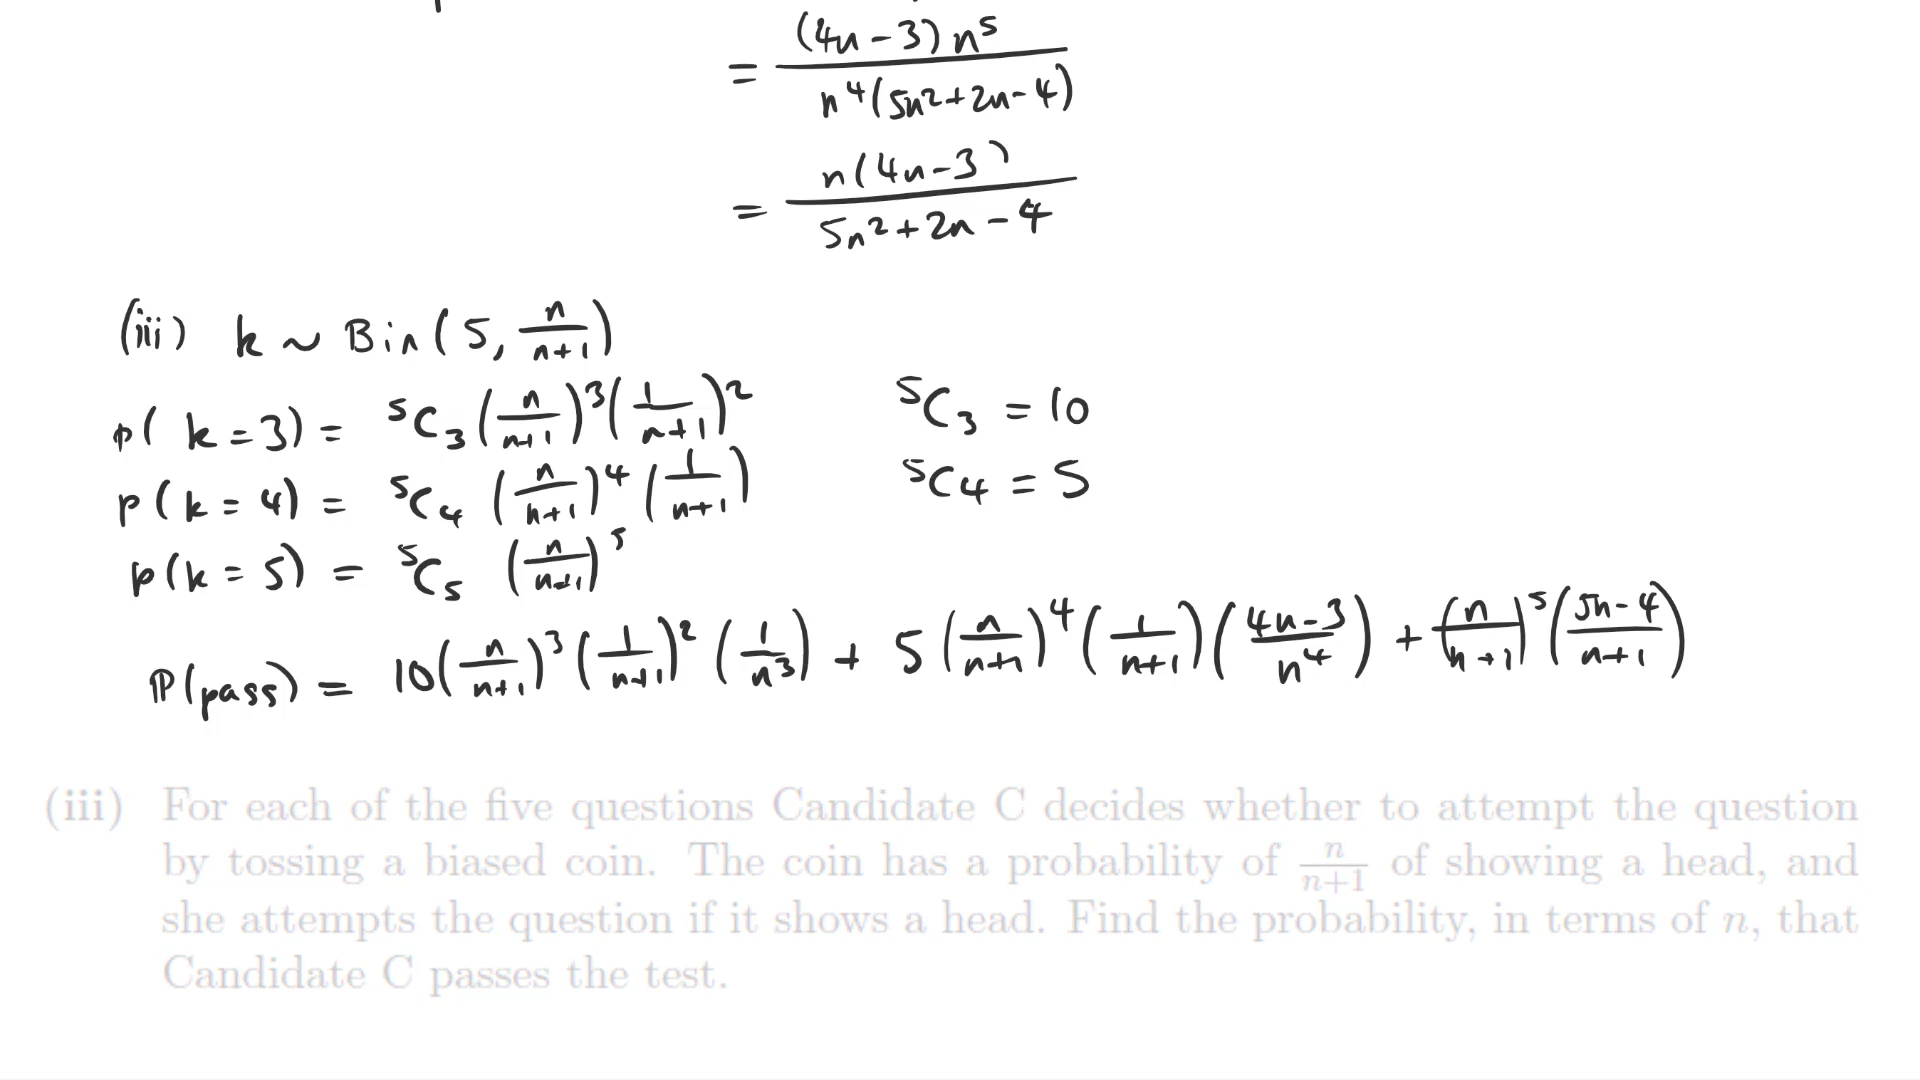 = (4n-3)n⁵ / n⁴(5n²+2n-4)
= n(4n-3) / 5n²+2n-4
(iii) k ~ Bin(5, n/n+1)
p(k=3) = ⁵C₃(n/n+1)³(1/n+1)² ⁵C₃ = 10
p(k=4) = ⁵C₄(n/n+1)⁴(1/n+1) ⁵C₄ = 5
p(k=5) = ⁵C₅(n/n+1)⁵
ℙ(pass) = 10(n/n+1)³(1/n+1)²(1/n³) + 5(n/n+1)⁴(1/n+1)(4n-3/n⁴) + (n/n+1)⁵(5n-4/n+1)
(iii) For each of the five questions Candidate C decides whether to attempt the question
by tossing a biased coin. The coin has a probability of n/n+1 of showing a head, and
she attempts the question if it shows a head. Find the probability, in terms of n, that
Candidate C passes the test.